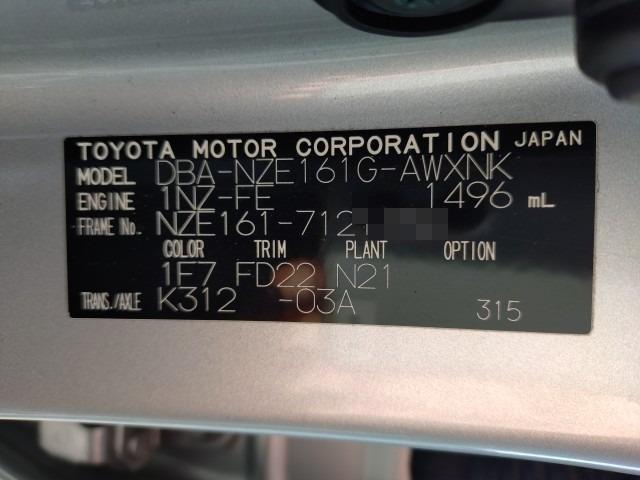 TOYOTA MOTOR CORPORATION JAPAN
MODEL DBA-NZE161G-AWXNK
ENGINE 1NZ-FE 1496 mL
FRAME No. NZE161-7121
COLOR TRIM PLANT OPTION
1F7 FD22 N21
TRANS./AXLE K312 -03A 315